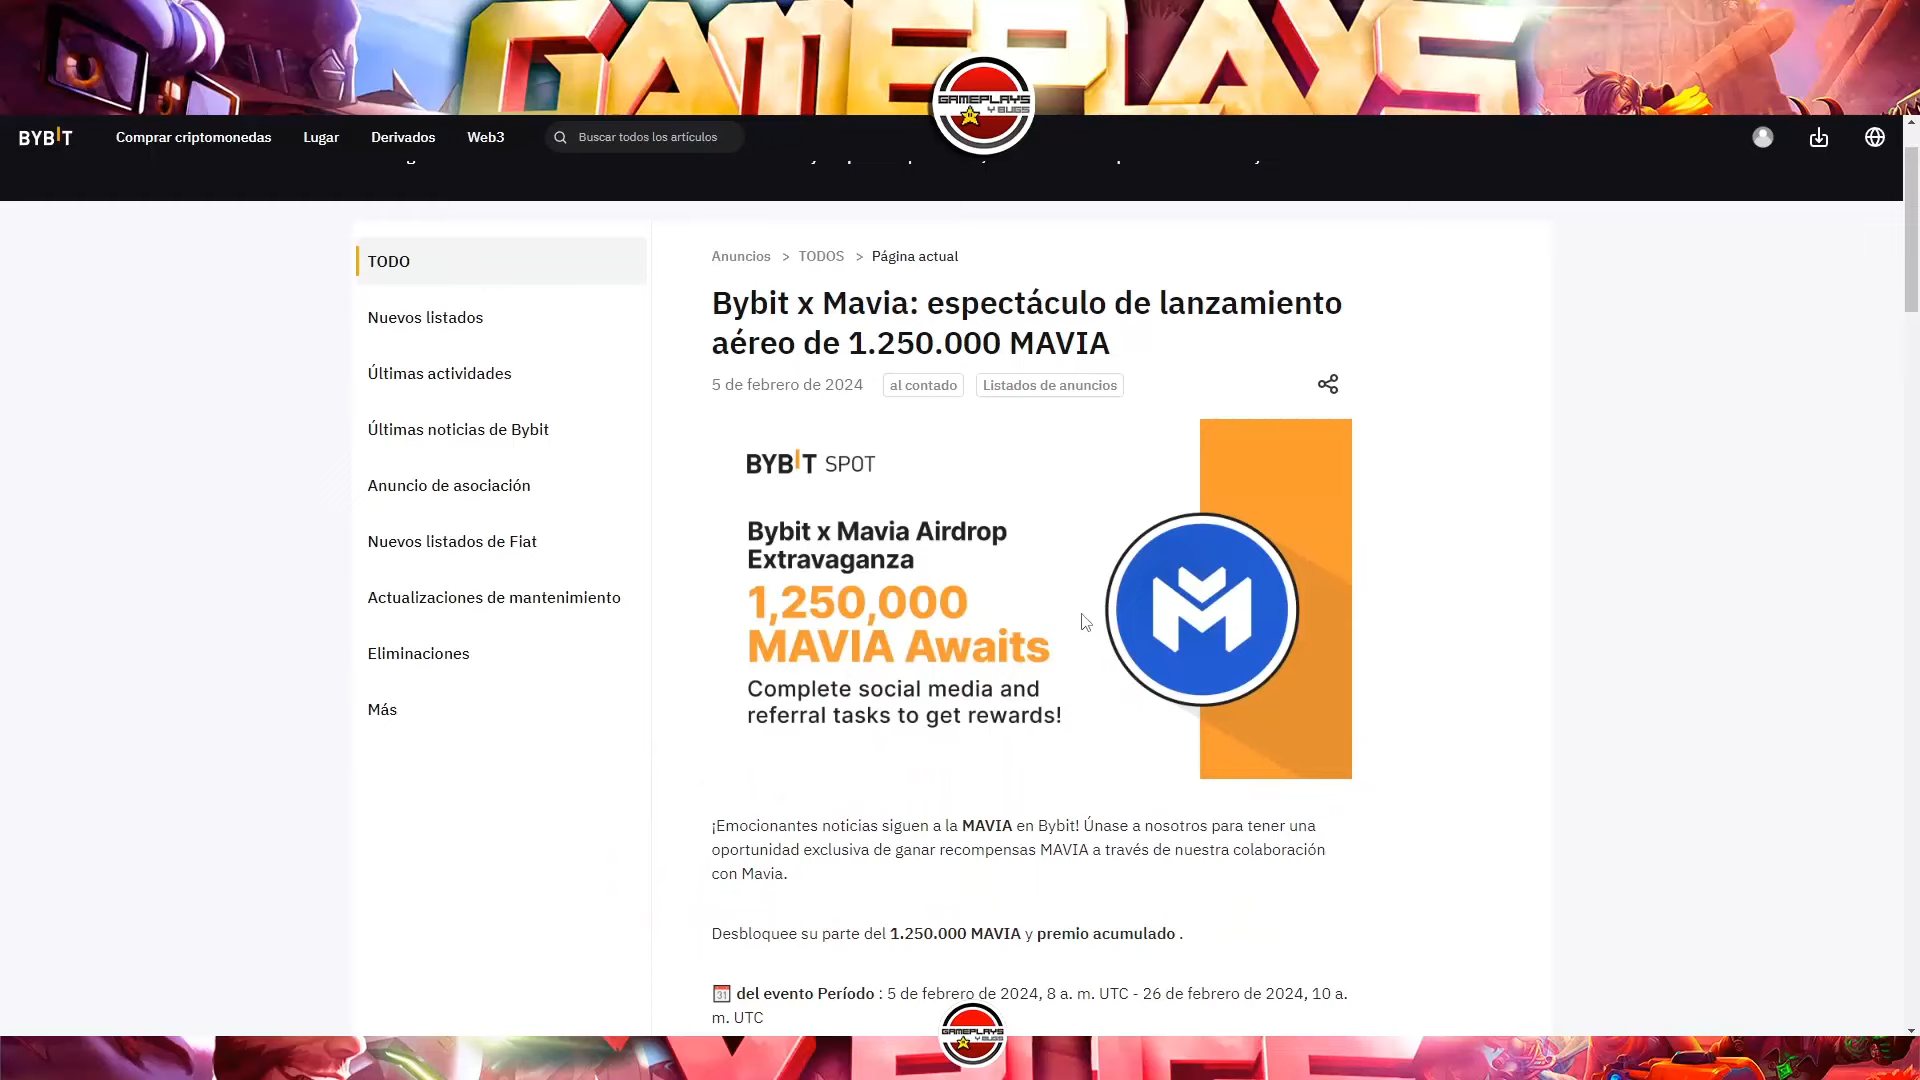 GAMEPLAYS
GAMEPLAYS
Y BUGS
BYBIT
Comprar criptomonedas
Lugar
Derivados
Web3
Buscar todos los artículos
TODO
Nuevos listados
Últimas actividades
Últimas noticias de Bybit
Anuncio de asociación
Nuevos listados de Fiat
Actualizaciones de mantenimiento
Eliminaciones
Más
Anuncios > TODOS > Página actual
Bybit x Mavia: espectáculo de lanzamiento
aéreo de 1.250.000 MAVIA
5 de febrero de 2024
al contado
Listados de anuncios
BYBIT SPOT
Bybit x Mavia Airdrop
Extravaganza
1,250,000
MAVIA Awaits
Complete social media and
referral tasks to get rewards!
¡Emocionantes noticias siguen a la MAVIA en Bybit! Únase a nosotros para tener una
oportunidad exclusiva de ganar recompensas MAVIA a través de nuestra colaboración
con Mavia.
Desbloquee su parte del 1.250.000 MAVIA y premio acumulado .
31 del evento Período : 5 de febrero de 2024, 8 a. m. UTC - 26 de febrero de 2024, 10 a.
m. UTC
GAMEPLAYS
Y BUGS